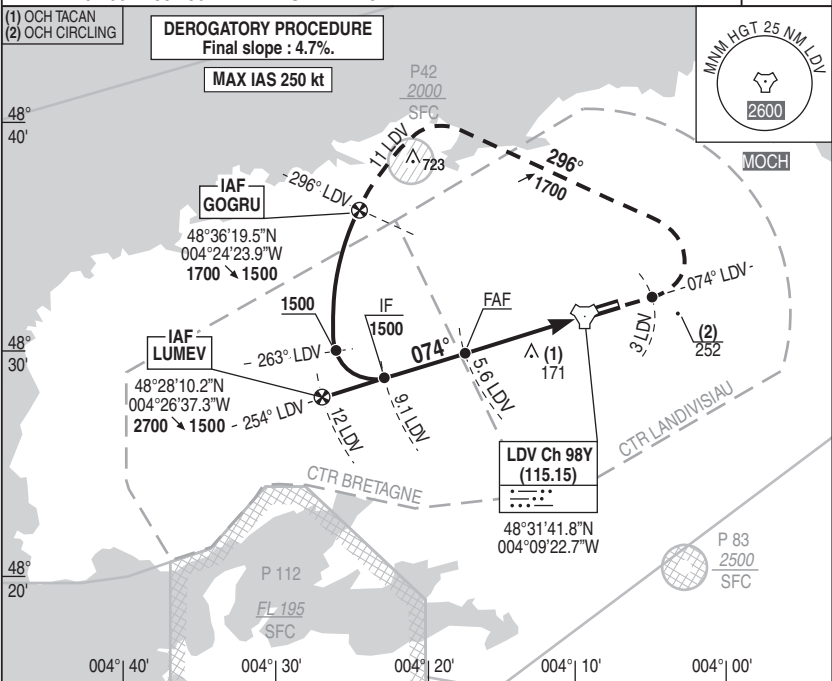 (1) OCH TACAN
(2) OCH CIRCLING
DEROGATORY PROCEDURE
Final slope : 4.7%.
MAX IAS 250 kt
MNM HGT 25 NM LDV
2600
MOCH
P42
2000
SFC
48°
40'
11 LDV
723
296°
1700
296° LDV
IAF
GOGRU
48°36'19.5"N
004°24'23.9"W
1700 ↘ 1500
074° LDV
1500
IF
1500
FAF
3 LDV
(2)
252
48°
30'
263° LDV
074°
(1)
171
IAF
LUMEV
48°28'10.2"N
004°26'37.3"W
2700 ↘ 1500
254° LDV
12 LDV
9.1 LDV
5.6 LDV
CTR LANDIVISIAU
CTR BRETAGNE
LDV Ch 98Y
(115.15)
48°31'41.8"N
004°09'22.7"W
P 83
2500
SFC
48°
20'
P 112
FL 195
SFC
004° 40'
004° 30'
004° 20'
004° 10'
004° 00'